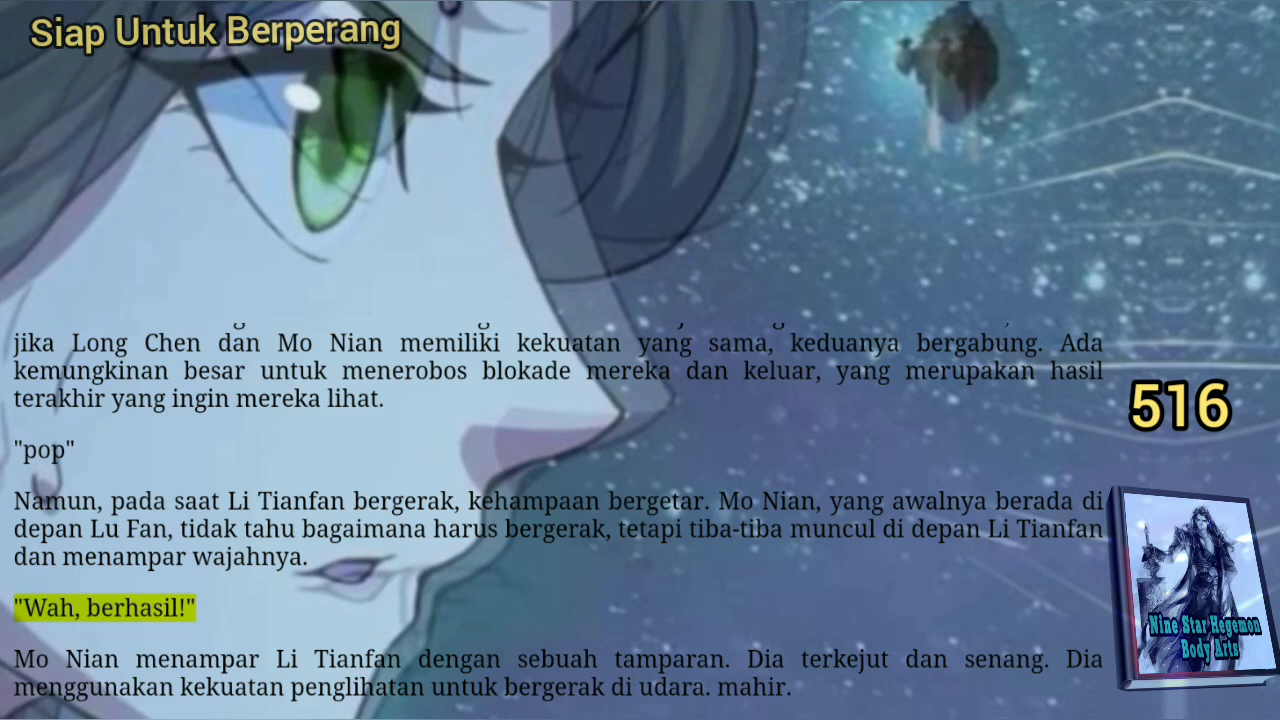 Siap Untuk Berperang
jika Long Chen dan Mo Nian memiliki kekuatan yang sama, keduanya bergabung. Ada
kemungkinan besar untuk menerobos blokade mereka dan keluar, yang merupakan hasil
terakhir yang ingin mereka lihat.
"pop"
Namun, pada saat Li Tianfan bergerak, kehampaan bergetar. Mo Nian, yang awalnya berada di
depan Lu Fan, tidak tahu bagaimana harus bergerak, tetapi tiba-tiba muncul di depan Li Tianfan
dan menampar wajahnya.
"Wah, berhasil!"
Mo Nian menampar Li Tianfan dengan sebuah tamparan. Dia terkejut dan senang. Dia
menggunakan kekuatan penglihatan untuk bergerak di udara. mahir.
516
Nine Star Hegemon
Body Arts